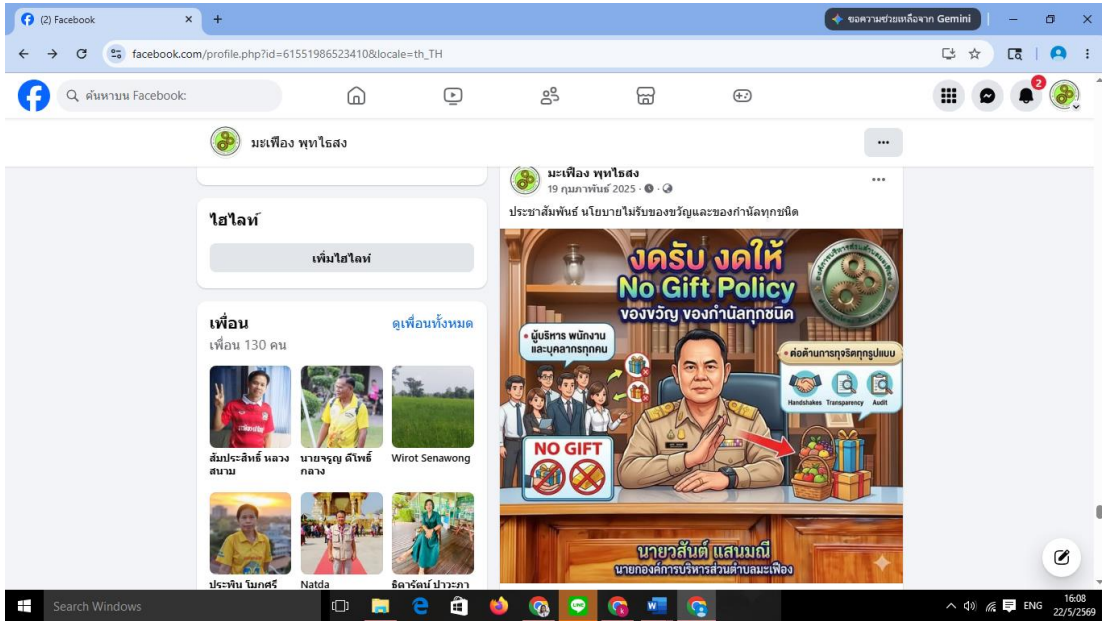 (2) Facebook
ขอความช่วยเหลือจาก Gemini
facebook.com/profile.php?id=61551986523410&locale=th_TH
ค้นหาบน Facebook:
2
มะเฟือง พุทไธสง
ไฮไลท์
เพิ่มไฮไลท์
เพื่อน
ดูเพื่อนทั้งหมด
เพื่อน 130 คน
สัมประสิทธิ์ หลวงสนาม
นายจรูญ ดีโพธิ์กลาง
Wirot Senawong
ประพิน โมกศรี
Natda
ธิดารัตน์ ปาวะภา
มะเฟือง พุทไธสง
19 กุมภาพันธ์ 2025
ประชาสัมพันธ์ นโยบายไม่รับของขวัญและของกำนัลทุกชนิด
งดรับ งดให้
No Gift Policy
ของขวัญ ของกำนัลทุกชนิด
• ผู้บริหาร พนักงาน
และบุคลากรทุกคน
• ต่อต้านการทุจริตทุกรูปแบบ
Handshakes Transparency Audit
NO GIFT
นายวสันต์ แสนมณี
นายกองค์การบริหารส่วนตำบลมะเฟือง
Search Windows
ENG
16:08
22/5/2569